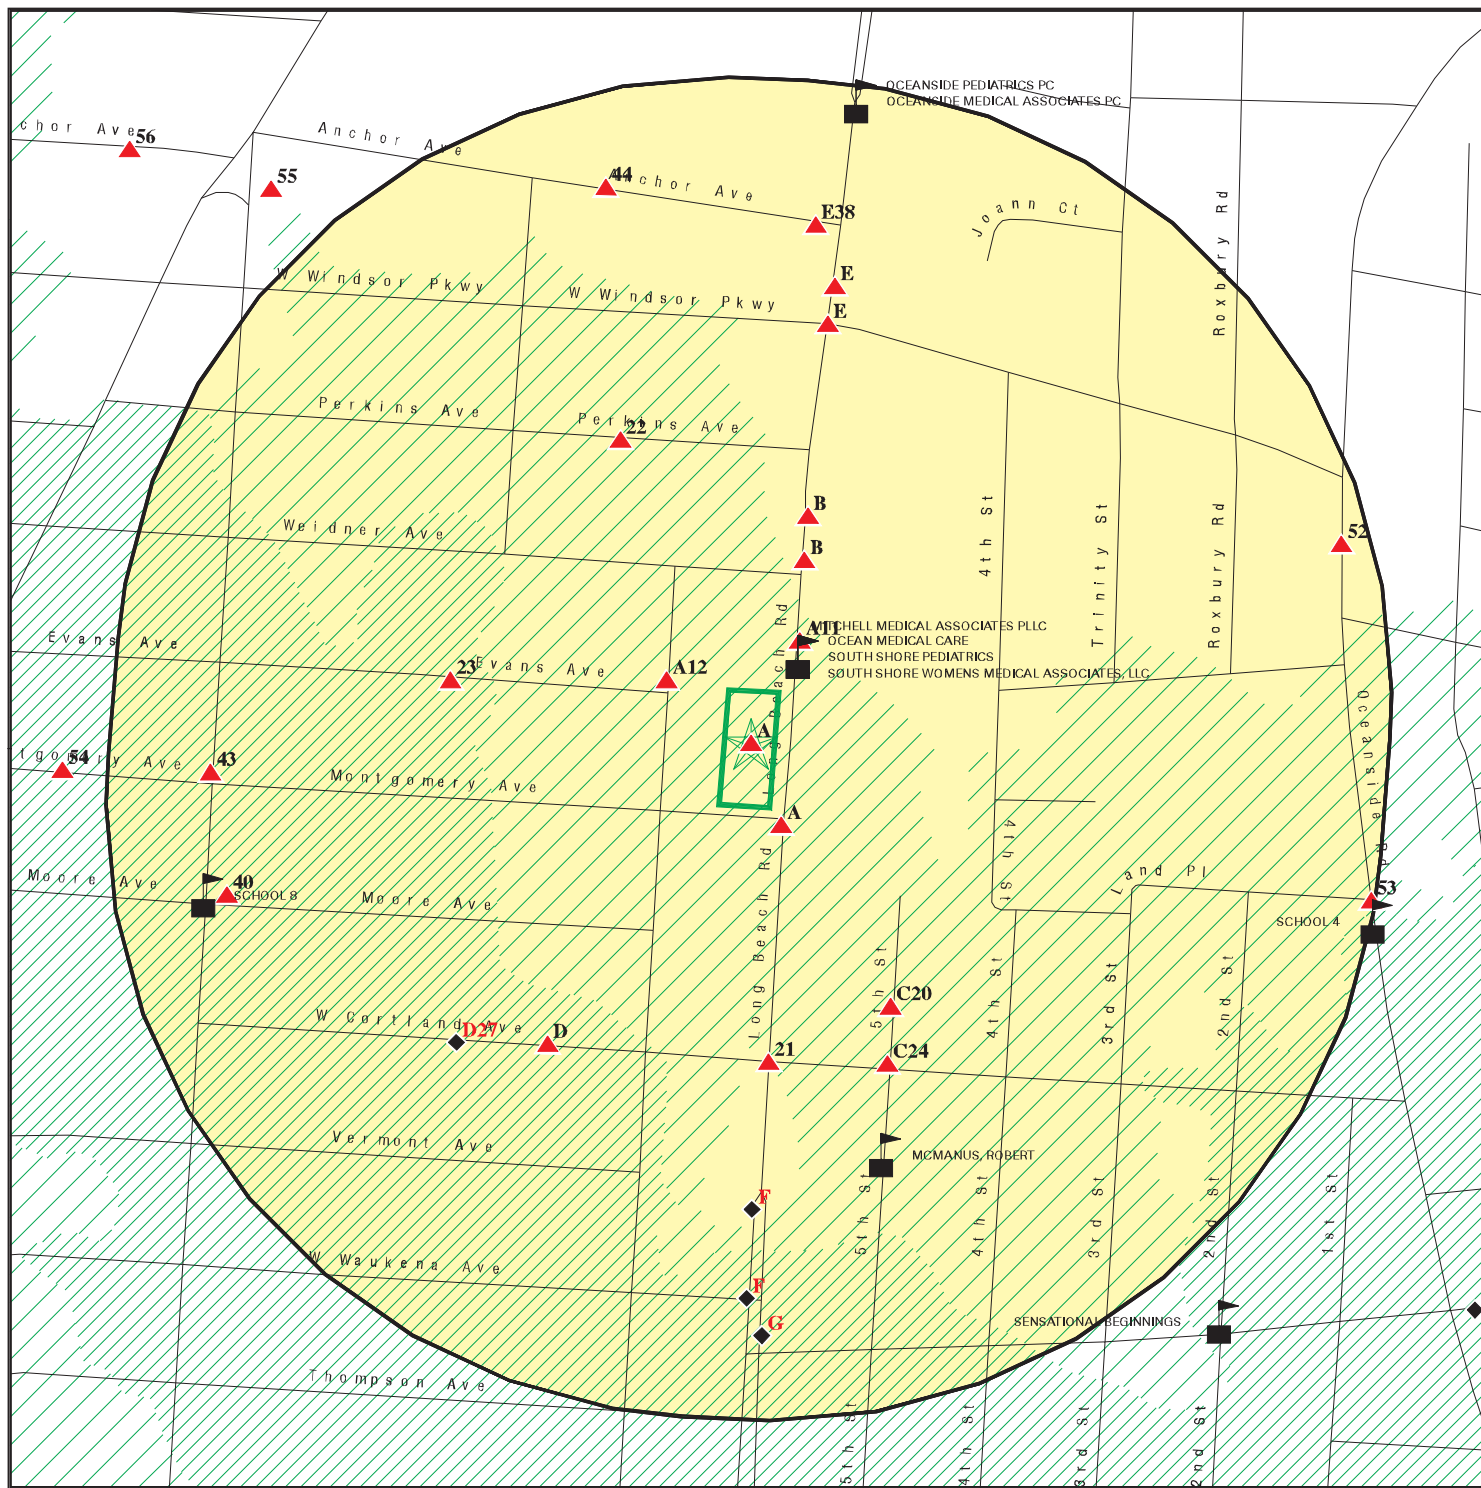 OCEANSIDE PEDIATRICS PC
OCEANSIDE MEDICAL ASSOCIATES PC
chor Ave
56
Anchor Ave
55
44
Anchor Ave
E38
Joann Ct
Roxbury Rd
E
W Windsor Pkwy
W Windsor Pkwy
E
Perkins Ave
Perkins Ave
22
B
Weidner Ave
B
4th St
Trinity St
Roxbury Rd
52
A11
MITCHELL MEDICAL ASSOCIATES PLLC
OCEAN MEDICAL CARE
SOUTH SHORE PEDIATRICS
SOUTH SHORE WOMENS MEDICAL ASSOCIATES, LLC
Evans Ave
23
Evans Ave
A12
Long Beach Rd
A
Oceanside Rd
tgomery Ave
54
43
Montgomery Ave
A
4th St
Land Pl
Moore Ave
40
SCHOOL 8
Moore Ave
53
SCHOOL 4
Long Beach Rd
5th St
4th St
3rd St
2nd St
C20
W Cortland Ave
D27
D
21
C24
Vermont Ave
MCMANUS, ROBERT
5th St
4th St
3rd St
2nd St
1st St
F
W Waukena Ave
F
G
SENSATIONAL BEGINNINGS
Thompson Ave
5th St
4th St
3rd St
2nd St